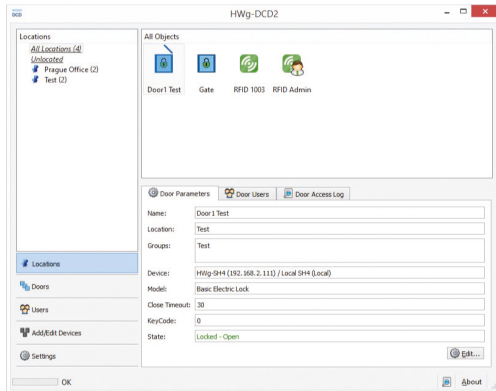 DCD
HWg-DCD2
Locations
All Locations (4)
Unlocated
Prague Office (2)
Test (2)
Locations
Doors
Users
Add/Edit Devices
Settings
OK
All Objects
Door1 Test
Gate
RFID 1003
RFID Admin
Door Parameters
Door Users
Door Access Log
Name: Door1 Test
Location: Test
Groups: Test
Device: HWg-SH4 (192.168.2.111) / Local SH4 (Local)
Model: Basic Electric Lock
Close Timeout: 30
KeyCode: 0
State: Locked - Open
Edit...
About